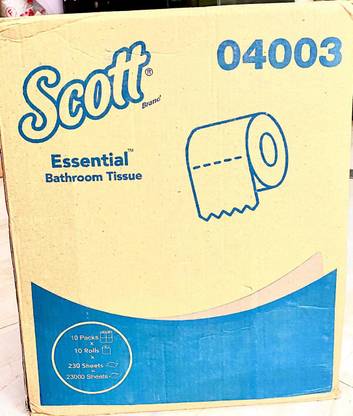 Scott® Brand
04003
Essential™
Bathroom Tissue
10 Packs
x
10 Rolls
x
230 Sheets
=
23000 Sheets